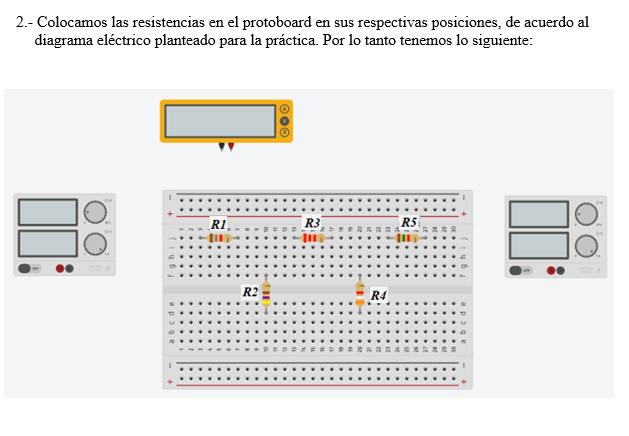 2.- Colocamos las resistencias en el protoboard en sus respectivas posiciones, de acuerdo al
diagrama eléctrico planteado para la práctica. Por lo tanto tenemos lo siguiente:
A
V
R
R1
R3
R5
R2
R4